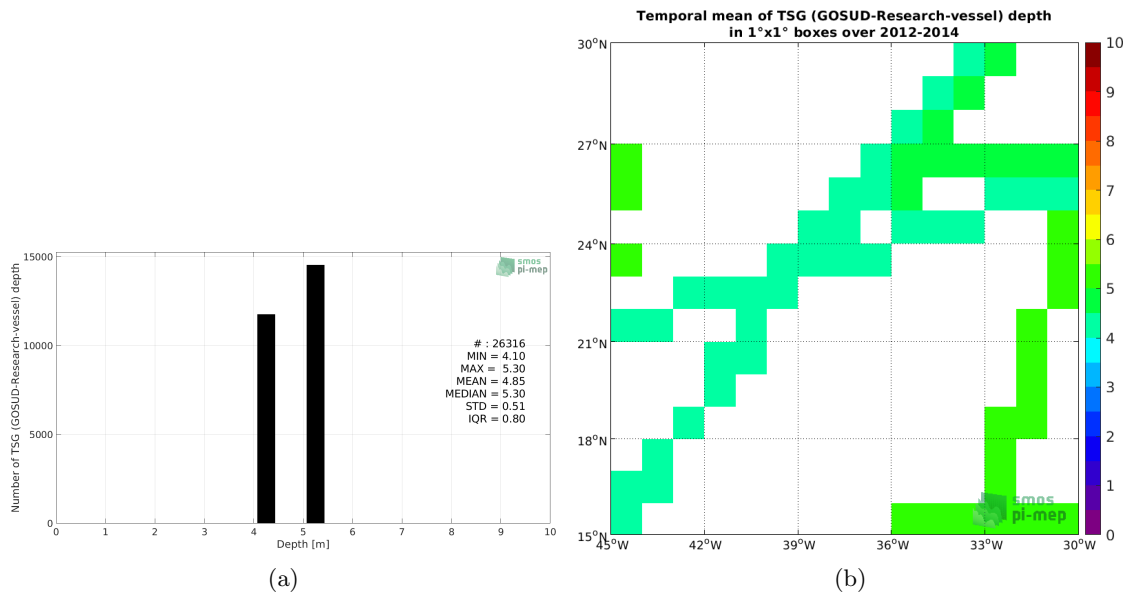 Number of TSG (GOSUD-Research-vessel) depth
15000
10000
5000
0
0 1 2 3 4 5 6 7 8 9 10
Depth [m]
smos
pi-mep
# : 26316
MIN = 4.10
MAX = 5.30
MEAN = 4.85
MEDIAN = 5.30
STD = 0.51
IQR = 0.80
(a)
Temporal mean of TSG (GOSUD-Research-vessel) depth
in 1°x1° boxes over 2012-2014
30°N
27°N
24°N
21°N
18°N
15°N
45°W 42°W 39°W 36°W 33°W 30°W
smos
pi-mep
10
9
8
7
6
5
4
3
2
1
0
(b)